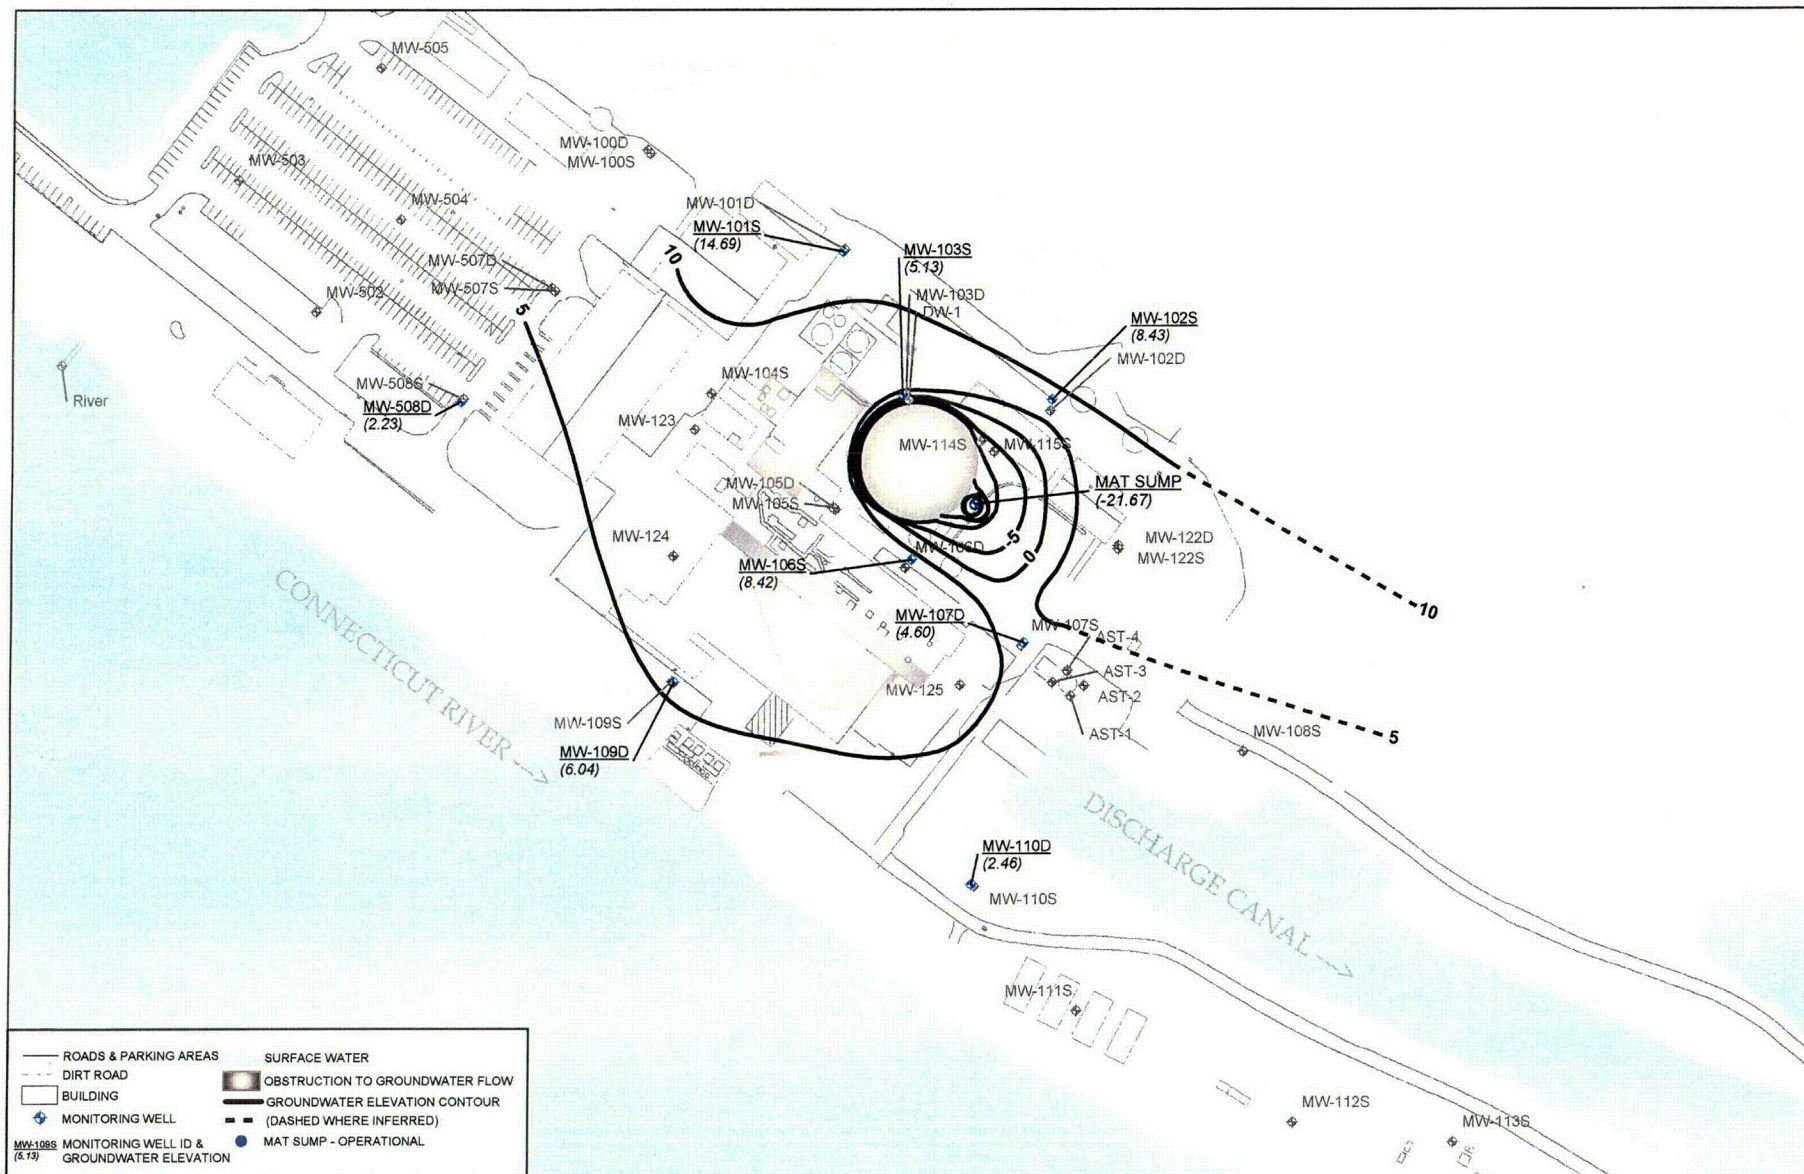 MW-505
MW-100D
MW-100S
MW-503
MW-504
MW-101D
MW-101S
(14.69)
10
MW-103S
(5.13)
MW-103D
DW-1
MW-507D
MW-507S
MW-502
5
MW-102S
(8.43)
MW-102D
River
MW-508S
MW-508D
(2.23)
MW-104S
MW-123
MW-114S
MW-115S
MW-105D
MW-105S
MAT SUMP
(-21.67)
MW-124
MW-106D
MW-106S
(8.42)
-5
0
MW-122D
MW-122S
10
MW-107D
(4.60)
MW-107S
AST-4
AST-3
AST-2
AST-1
MW-125
CONNECTICUT RIVER --->
MW-109S
MW-109D
(6.04)
5
MW-108S
DISCHARGE CANAL --->
MW-110D
(2.46)
MW-110S
MW-111S
MW-112S
MW-113S
ROADS & PARKING AREAS
DIRT ROAD
BUILDING
MONITORING WELL
MW-109S
(5.13)
MONITORING WELL ID &
GROUNDWATER ELEVATION
SURFACE WATER
OBSTRUCTION TO GROUNDWATER FLOW
GROUNDWATER ELEVATION CONTOUR
(DASHED WHERE INFERRED)
MAT SUMP - OPERATIONAL